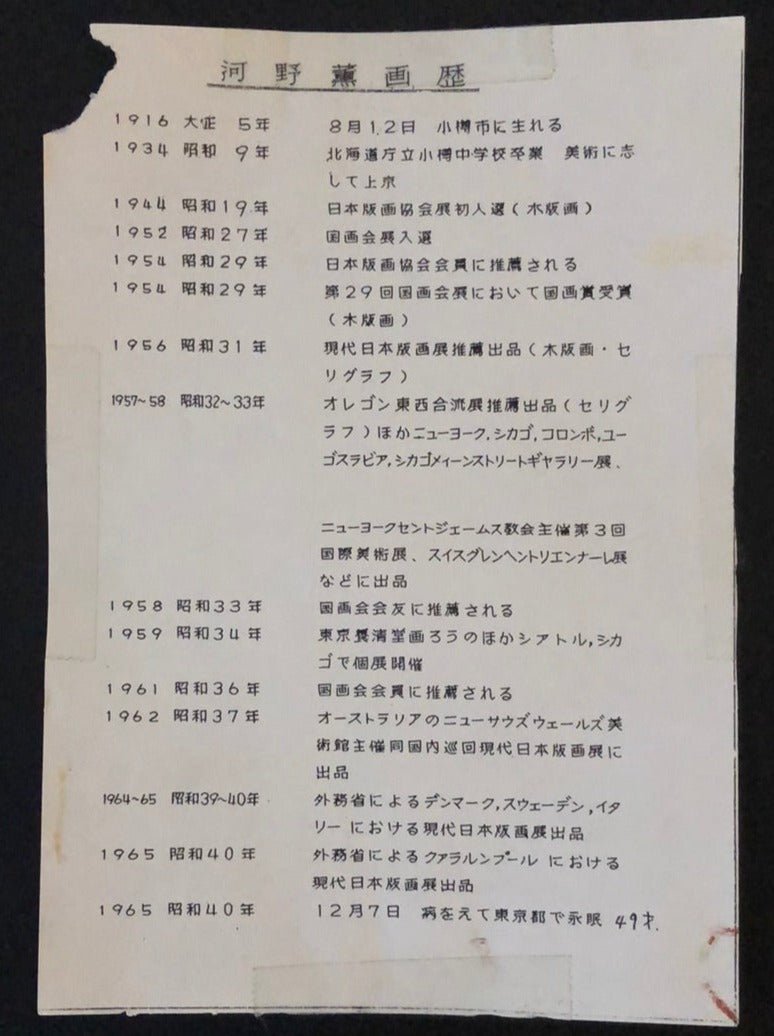 河野薫画歴
1916 大正 5年 8月12日 小樽市に生れる
1934 昭和 9年 北海道庁立小樽中学校卒業 美術に志
して上京
1944 昭和19年 日本版画協会展初入選(木版画)
1952 昭和27年 国画会展入選
1954 昭和29年 日本版画協会会員に推薦される
1954 昭和29年 第29回国画会展において国画賞受賞
(木版画)
1956 昭和31年 現代日本版画展推薦出品(木版画・セ
リグラフ)
1957~58 昭和32~33年 オレゴン東西合流展推薦出品(セリグ
ラフ)ほかニューヨーク,シカゴ,コロンボ,ユー
ゴスラビア,シカゴメィーンストリートギャラリー展、
ニューヨークセントジェームス教会主催第3回
国際美術展、スイスグレンヘントリエンナーレ展
などに出品
1958 昭和33年 国画会会友に推薦される
1959 昭和34年 東京養清堂画ろうのほかシアトル,シカ
ゴで個展開催
1961 昭和36年 国画会会員に推薦される
1962 昭和37年 オーストラリアのニューサウズウェールズ美
術館主催同国内巡回現代日本版画展に
出品
1964~65 昭和39~40年 外務省によるデンマーク,スウェーデン,イタ
リーにおける現代日本版画展出品
1965 昭和40年 外務省によるクァラルンプールにおける
現代日本版画展出品
1965 昭和40年 12月7日 病をえて東京都で永眠 49才.